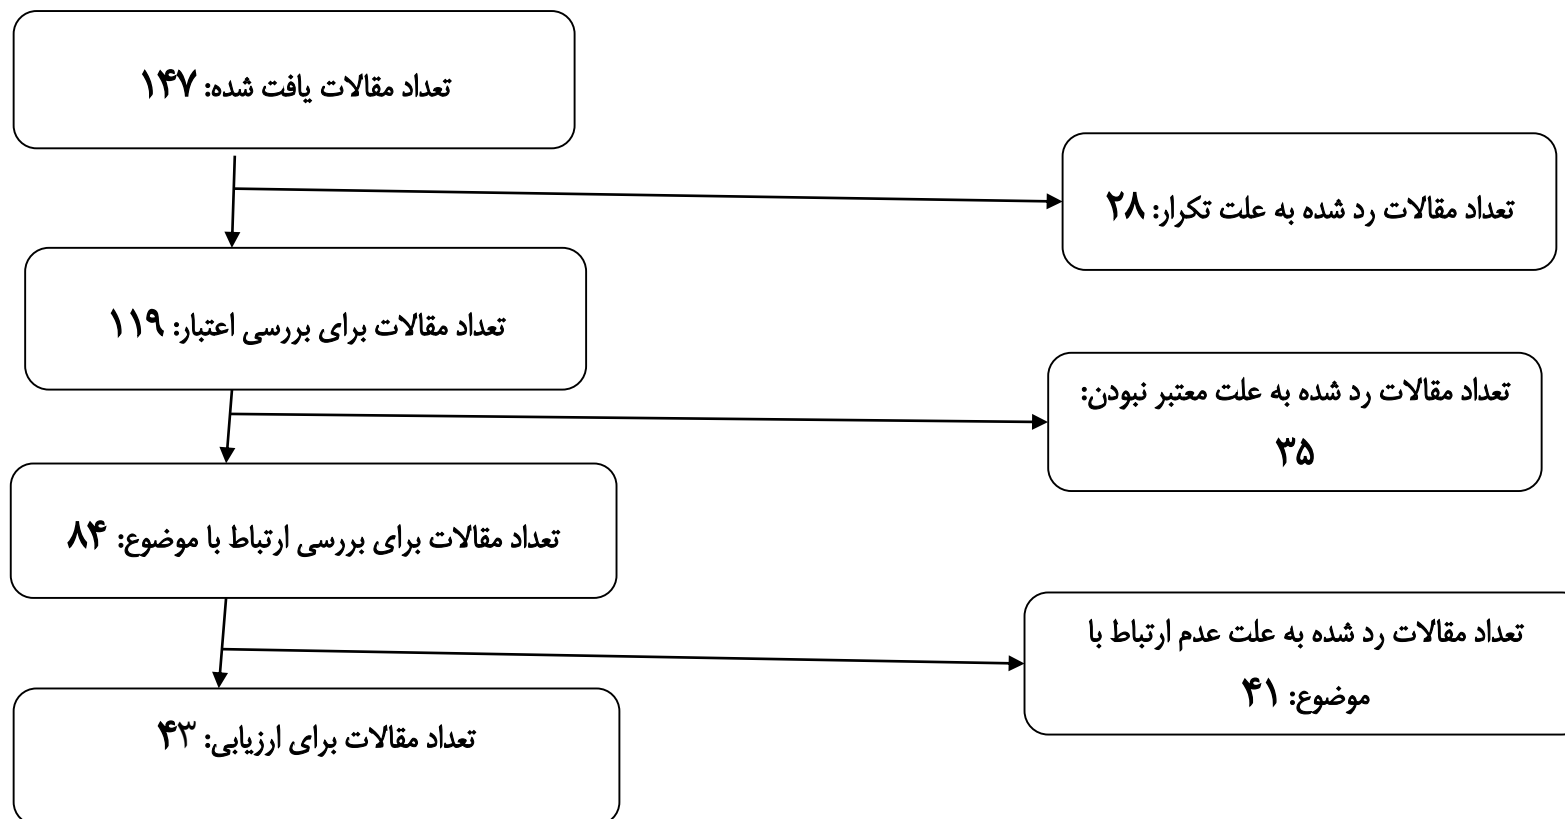 تعداد مقالات یافت شده: ۱۴۷
تعداد مقالات رد شده به علت تکرار: ۲۸
تعداد مقالات برای بررسی اعتبار: ۱۱۹
تعداد مقالات رد شده به علت معتبر نبودن:
۳۵
تعداد مقالات برای بررسی ارتباط با موضوع: ۸۴
تعداد مقالات رد شده به علت عدم ارتباط با
موضوع: ۴۱
تعداد مقالات برای ارزیابی: ۴۳